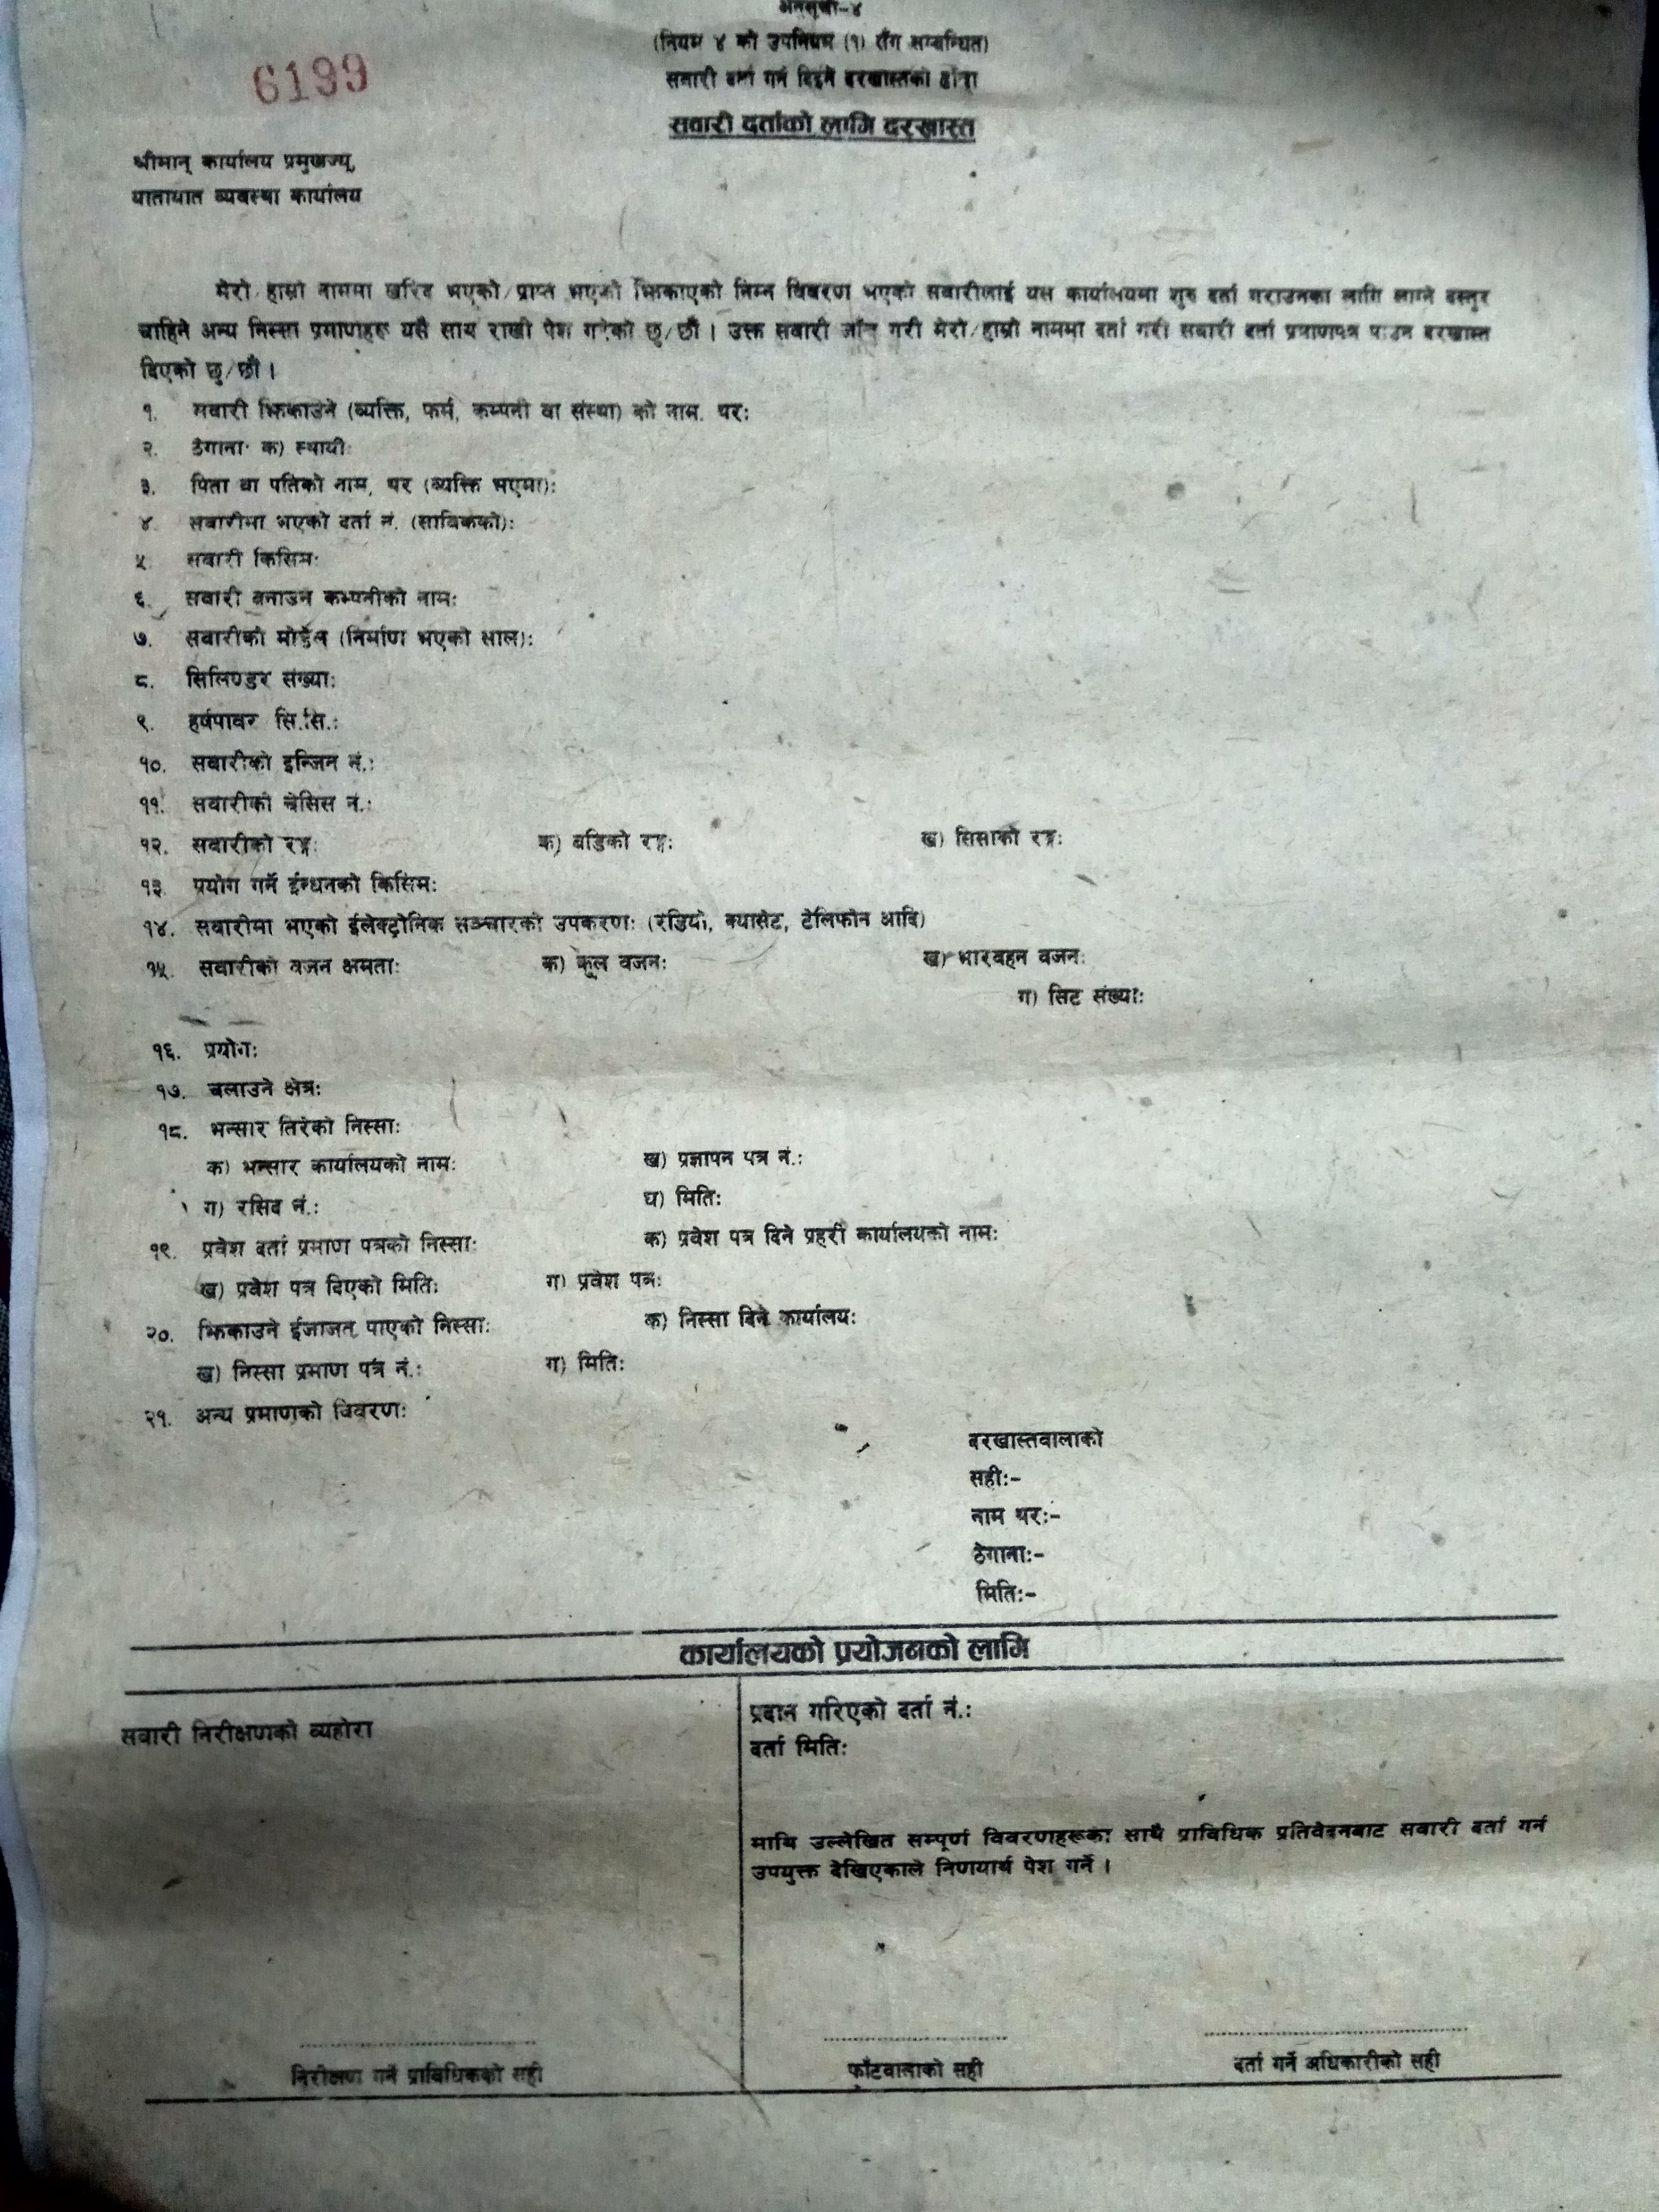 अनुसूची-४
(नियम ४ को उपनियम (१) सँग सम्बन्धित)
6199
सवारी दर्ता गर्न दिइने दरखास्तको ढाँचा
सवारी दर्ताको लागि दरखास्त
श्रीमान् कार्यालय प्रमुखज्यू,
यातायात व्यवस्था कार्यालय
मेरो/हाम्रो नाममा खरिद भएको/प्राप्त भएको झिकाएको निम्न विवरण भएको सवारीलाई यस कार्यालयमा शुरु दर्ता गराउनका लागि लाग्ने दस्तुर
चाहिने अन्य निस्सा प्रमाणहरू यसै साथ राखी पेश गरेको छु/छौं। उक्त सवारी जाँच गरी मेरो/हाम्रो नाममा दर्ता गरी सवारी दर्ता प्रमाणपत्र पाउन दरखास्त
दिएको छु/छौं।
१. सवारी झिकाउने (व्यक्ति, फर्म, कम्पनी वा संस्था) को नाम, थर:
२. ठेगाना: क) स्थायी:
३. पिता वा पतिको नाम, थर (व्यक्ति भएमा):
४ सवारीमा भएको दर्ता नं. (साविकको):
५ सवारी किसिम:
६. सवारी बनाउने कम्पनीको नाम:
७. सवारीको मोडेल (निर्माण भएको साल):
८. सिलिण्डर संख्या:
९. हर्षपावर सि.सि.:
१०. सवारीको इन्जिन नं.:
११. सवारीको चेसिस नं.:
१२. सवारीको रङ्ग: क) बडिको रङ्ग: ख) सिसाको रङ्ग:
१३. प्रयोग गर्ने ईन्धनको किसिम:
१४. सवारीमा भएको ईलेक्ट्रोनिक सञ्चारको उपकरण: (रेडियो, क्यासेट, टेलिफोन आदि)
१५. सवारीको वजन क्षमता: क) कूल वजन: ख) भारवहन वजन:
ग) सिट संख्या:
१६. प्रयोग:
१७. चलाउने क्षेत्र:
१८. भन्सार तिरेको निस्सा:
क) भन्सार कार्यालयको नाम: ख) प्रज्ञापन पत्र नं.:
ग) रसिद नं.: घ) मिति:
१९. प्रवेश दर्ता प्रमाण पत्रको निस्सा: क) प्रवेश पत्र दिने प्रहरी कार्यालयको नाम:
ख) प्रवेश पत्र दिएको मिति: ग) प्रवेश पत्र:
२०. झिकाउने ईजाजत पाएको निस्सा: क) निस्सा दिने कार्यालय:
ख) निस्सा प्रमाण पत्र नं.: ग) मिति:
२१. अन्य प्रमाणको विवरण:
दरखास्तवालाको
सही:-
नाम थर:-
ठेगाना:-
मिति:-
कार्यालयको प्रयोजनको लागि
सवारी निरीक्षणको व्यहोरा
प्रदान गरिएको दर्ता नं.:
दर्ता मिति:
माथि उल्लेखित सम्पूर्ण विवरणहरूका साथै प्राविधिक प्रतिवेदनबाट सवारी दर्ता गर्न
उपयुक्त देखिएकाले निणयार्थ पेश गर्ने।
निरीक्षण गर्ने प्राविधिकको सही
फाँटवालाको सही
दर्ता गर्ने अधिकारीको सही